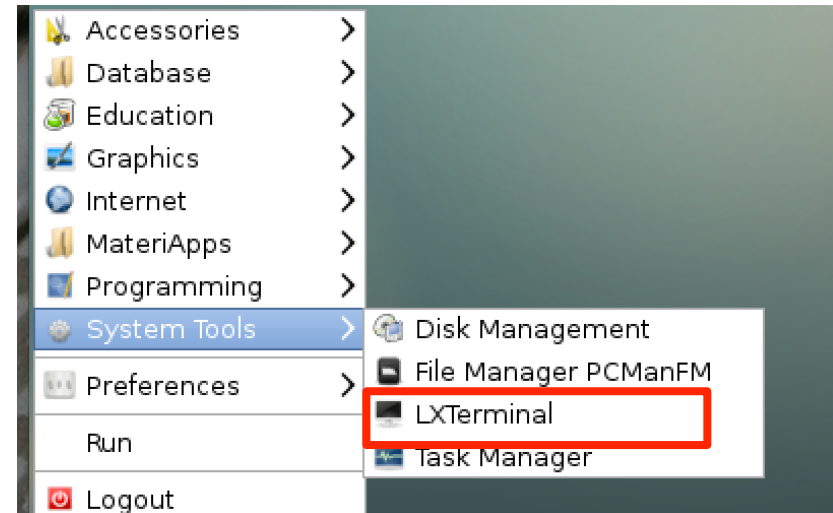 Accessories
Database
Education
Graphics
Internet
MateriApps
Programming
System Tools
Preferences
Run
Logout
Disk Management
File Manager PCManFM
LXTerminal
Task Manager